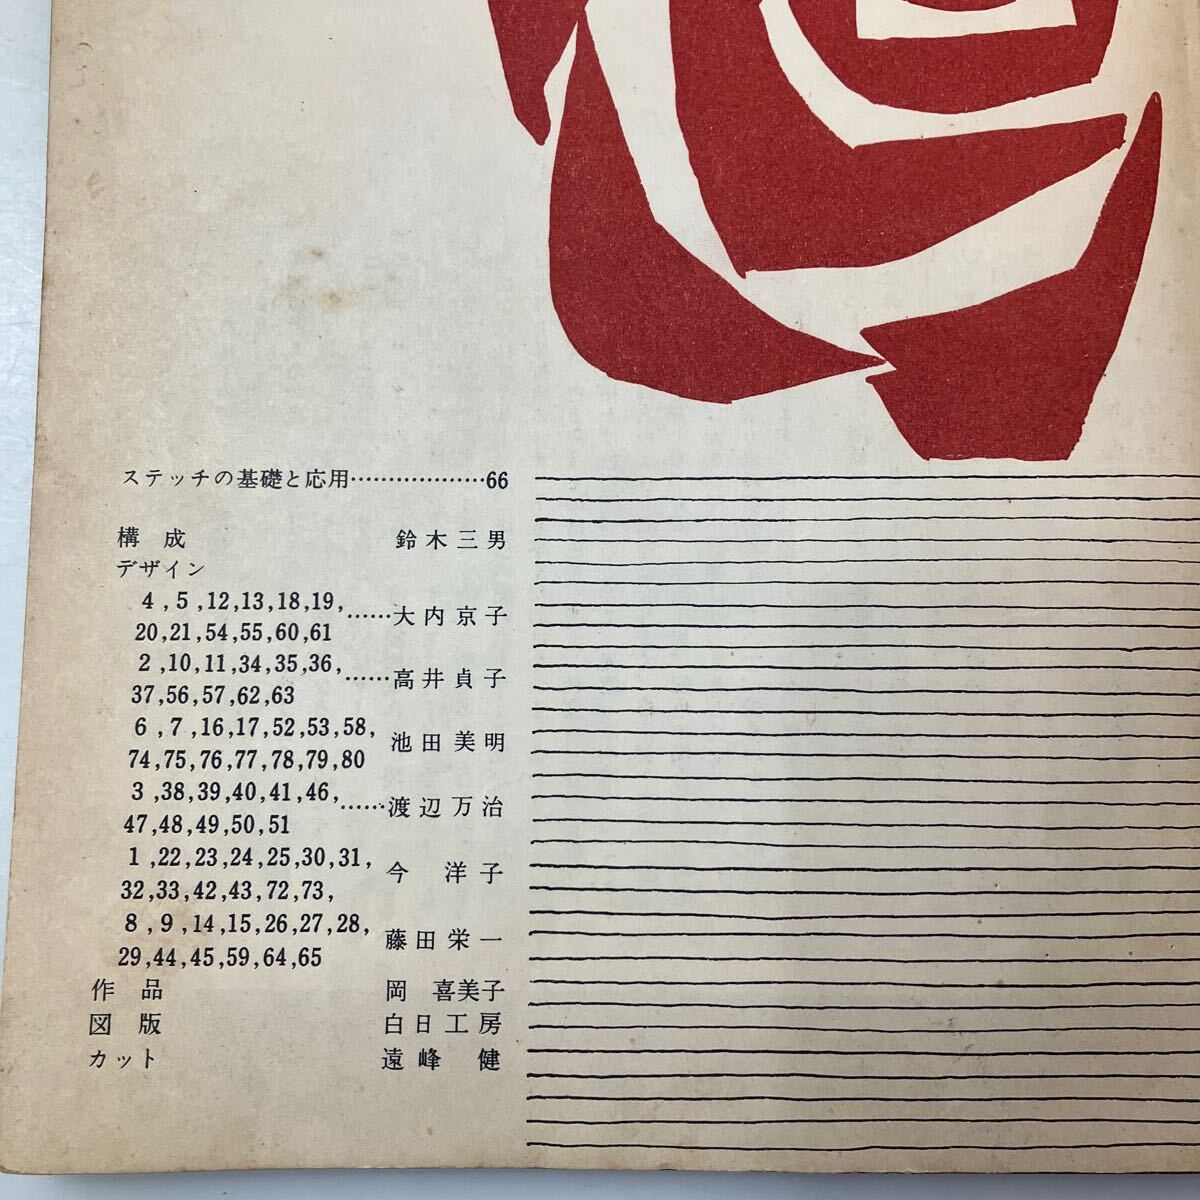 ステッチの基礎と応用………………66
構 成 鈴木三男
デザイン
4,5,12,13,18,19,
……大内京子
20,21,54,55,60,61
2,10,11,34,35,36,
……高井貞子
37,56,57,62,63
6,7,16,17,52,53,58,
池田美明
74,75,76,77,78,79,80
3,38,39,40,41,46,
……渡辺万治
47,48,49,50,51
1,22,23,24,25,30,31,
今 洋子
32,33,42,43,72,73,
8,9,14,15,26,27,28,
藤田栄一
29,44,45,59,64,65
作 品 岡 喜美子
図 版 白日工房
カット 遠峰 健